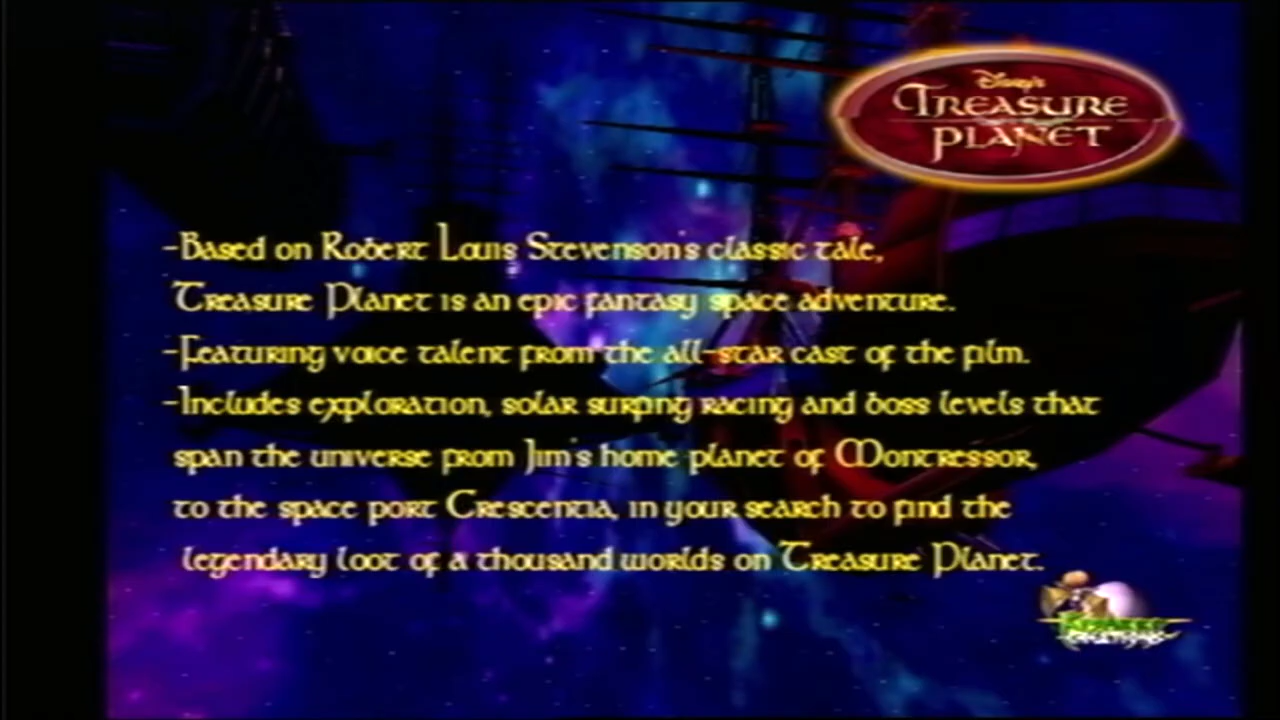 Disney's
TREASURE
PLANET
-Based on Robert Louis Stevenson's classic tale,
Treasure Planet is an epic fantasy space adventure.
-Featuring voice talent from the all-star cast of the film.
-Includes exploration, solar surfing racing and boss levels that
span the universe from Jim's home planet of Montressor,
to the space port Crescentia, in your search to find the
legendary loot of a thousand worlds on Treasure Planet.
BIZARRE
CREATIONS